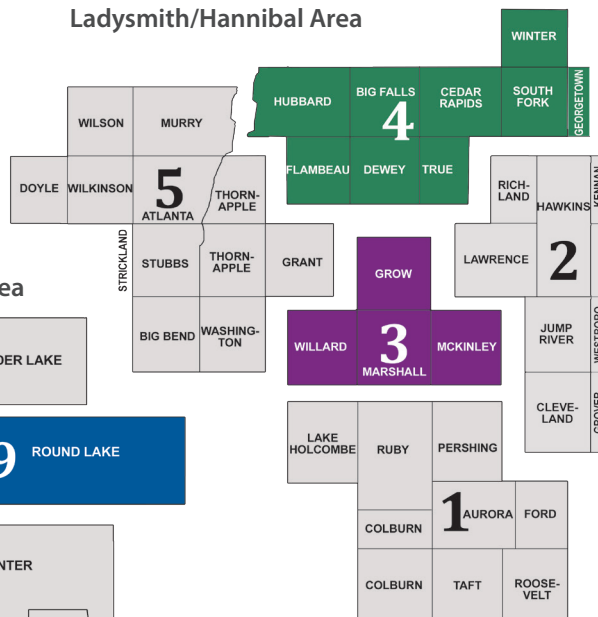 Ladysmith/Hannibal Area
WINTER
HUBBARD
BIG FALLS
CEDAR
RAPIDS
SOUTH
FORK
GEORGETOWN
4
WILSON
MURRY
FLAMBEAU
DEWEY
TRUE
DOYLE
WILKINSON
5
ATLANTA
THORN-
APPLE
RICH-
LAND
HAWKINS
KENNAN
STRICKLAND
STUBBS
THORN-
APPLE
GRANT
GROW
LAWRENCE
2
ea
BIG BEND
WASHING-
TON
WILLARD
3
MARSHALL
MCKINLEY
JUMP
RIVER
WESTBORO
DER LAKE
CLEVE-
LAND
GROVER
LAKE
HOLCOMBE
RUBY
PERSHING
9
ROUND LAKE
1
AURORA
FORD
COLBURN
NTER
COLBURN
TAFT
ROOSE-
VELT